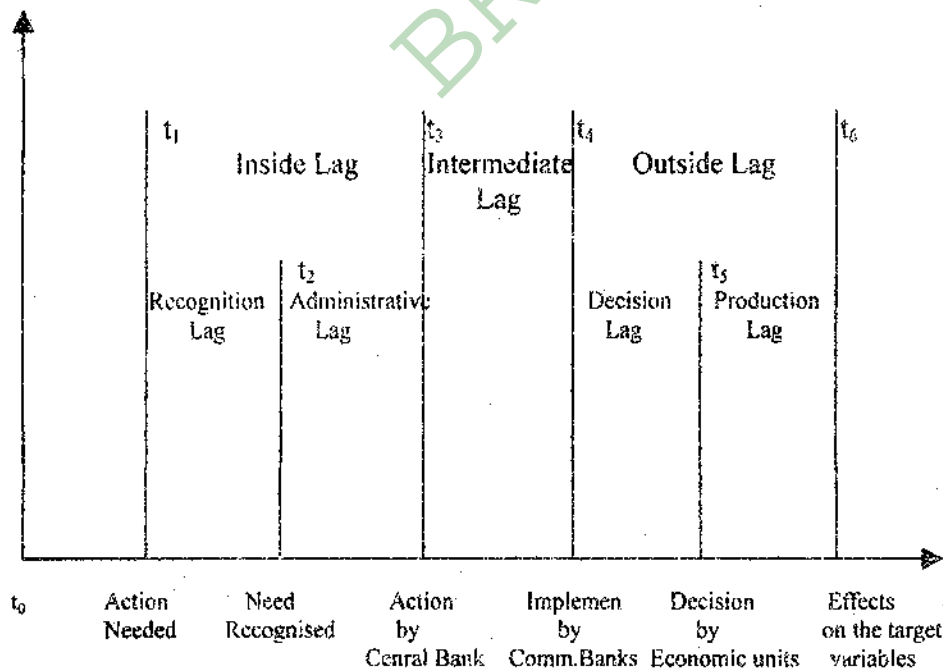 BR
t₁
t₃
t₄
t₆
Inside Lag
Intermediate
Lag
Outside Lag
t₂
t₅
Recognition
Lag
Administrative
Lag
Decision
Lag
Production
Lag
t₀
Action
Needed
Need
Recognised
Action
by
Cenral Bank
Implemen
by
Comm.Banks
Decision
by
Economic units
Effects
on the target
variables